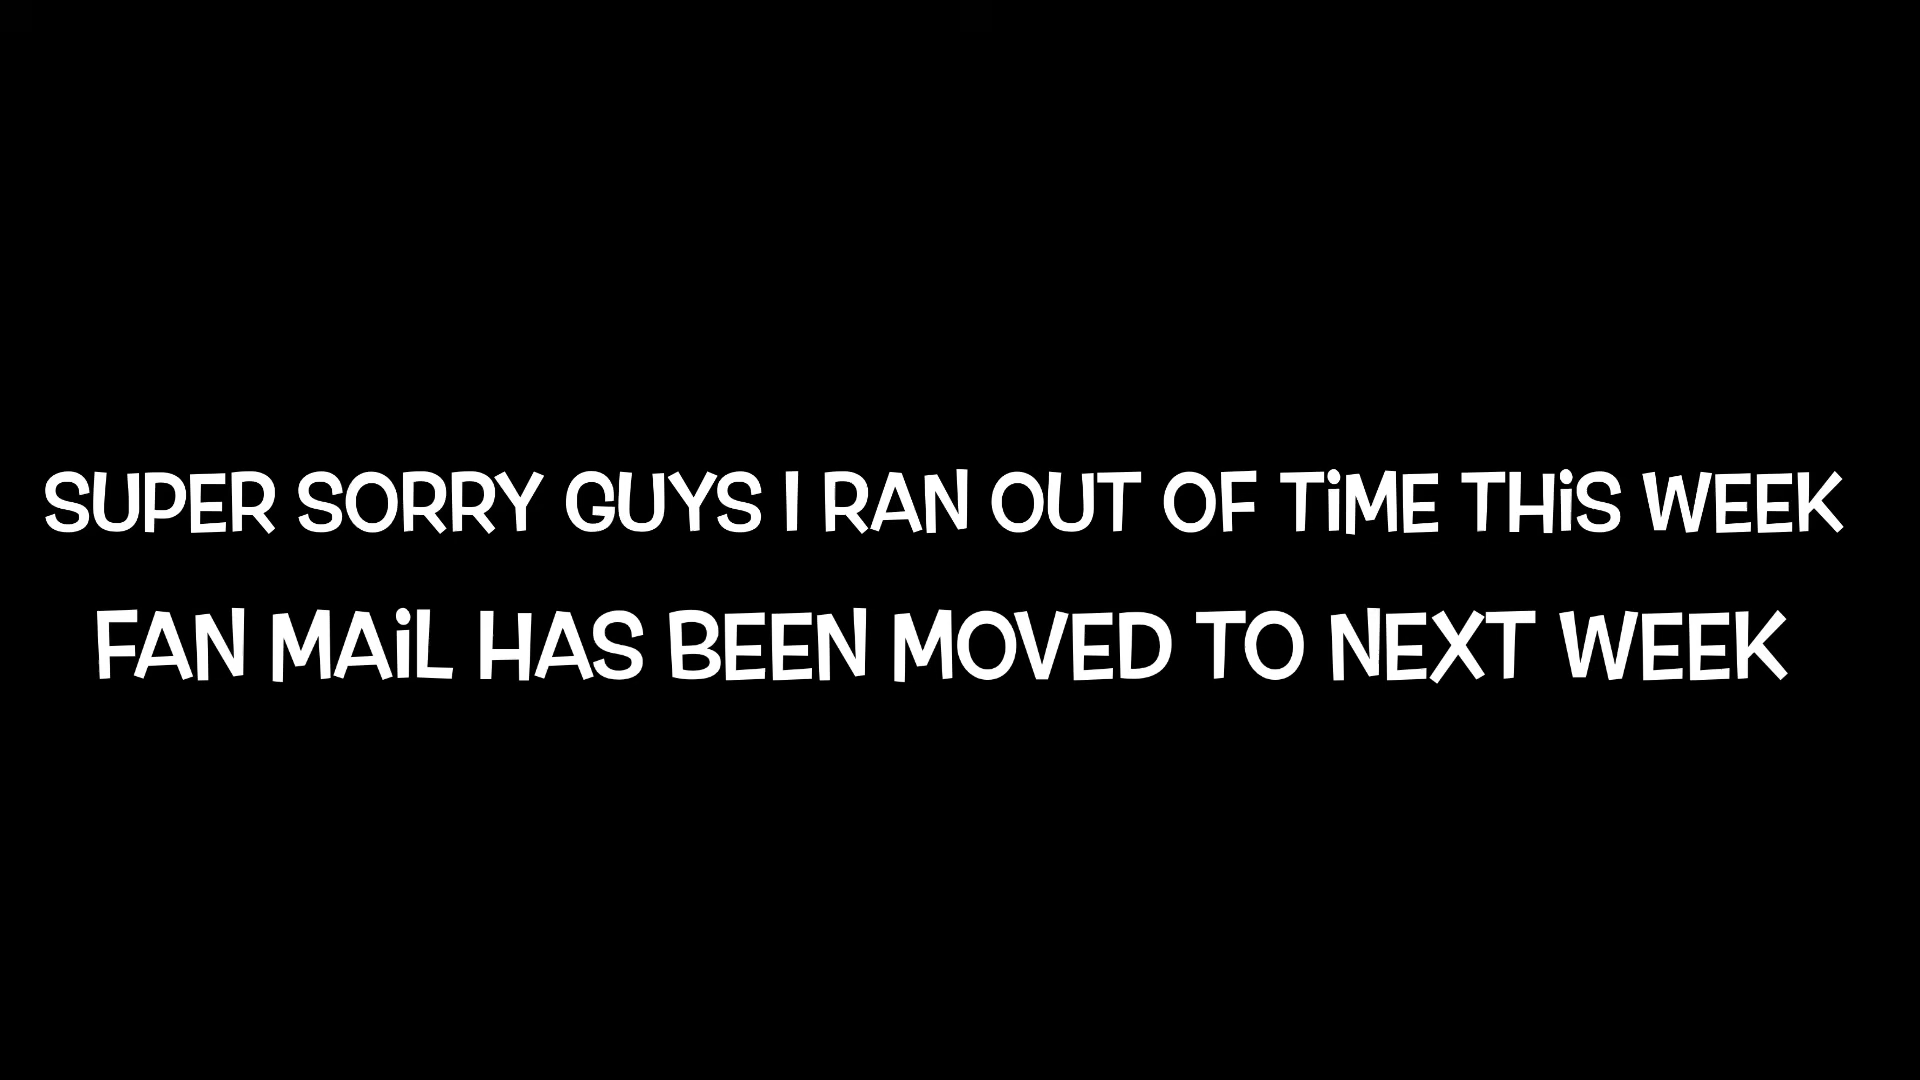 SUPER SORRY GUYS I RAN OUT OF TiME THiS WEEK
FAN MAiL HAS BEEN MOVED TO NEXT WEEK